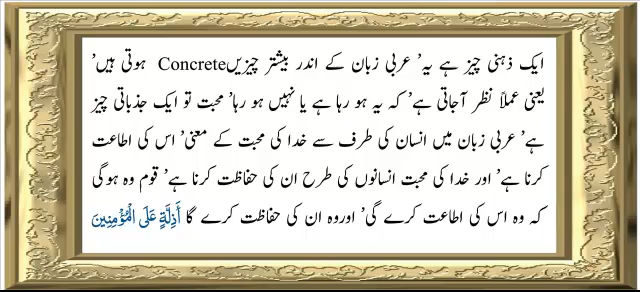 ایک ذہنی چیز ہے یہ’ عربی زبان کے اندر بیشتر چیزیںConcrete ہوتی ہیں’
یعنی عملاً نظر آجاتی ہے’ کہ یہ ہو رہا ہے یا نہیں ہو رہا’ محبت تو ایک جذباتی چیز
ہے’ عربی زبان میں انسان کی طرف سے خدا کی محبت کے معنی’ اس کی اطاعت
کرنا ہے’ اور خدا کی محبت انسانوں کی طرح ان کی حفاظت کرنا ہے’ قوم وہ ہوگی
کہ وہ اس کی اطاعت کرے گی’ اوروہ ان کی حفاظت کرے گا أَذِلَّةٍ عَلَى الْمُؤْمِنِينَ